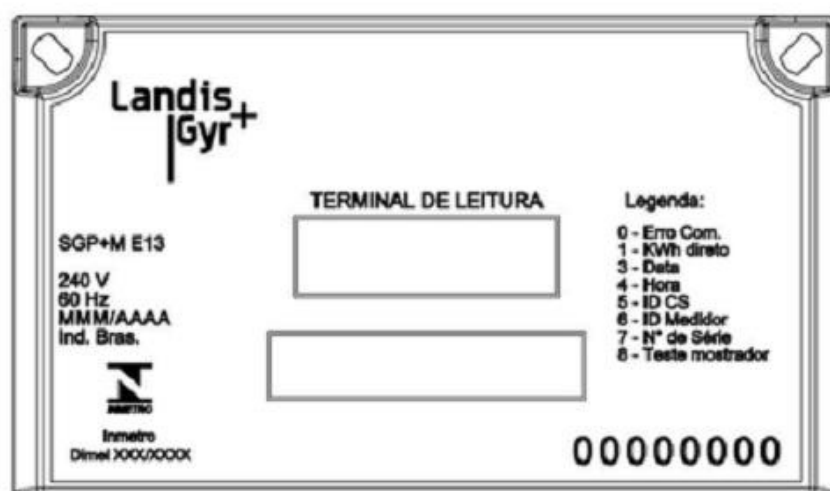 Landis
Gyr+
TERMINAL DE LEITURA
SGP+M E13
240 V
60 Hz
MMM/AAAA
Ind. Bras.
INMETRO
Inmetro
Dimel XXX/XXXX
Legenda:
0 - Erro Com.
1 - KWh direto
3 - Data
4 - Hora
5 - ID CS
6 - ID Medidor
7 - N° de Série
8 - Teste mostrador
00000000